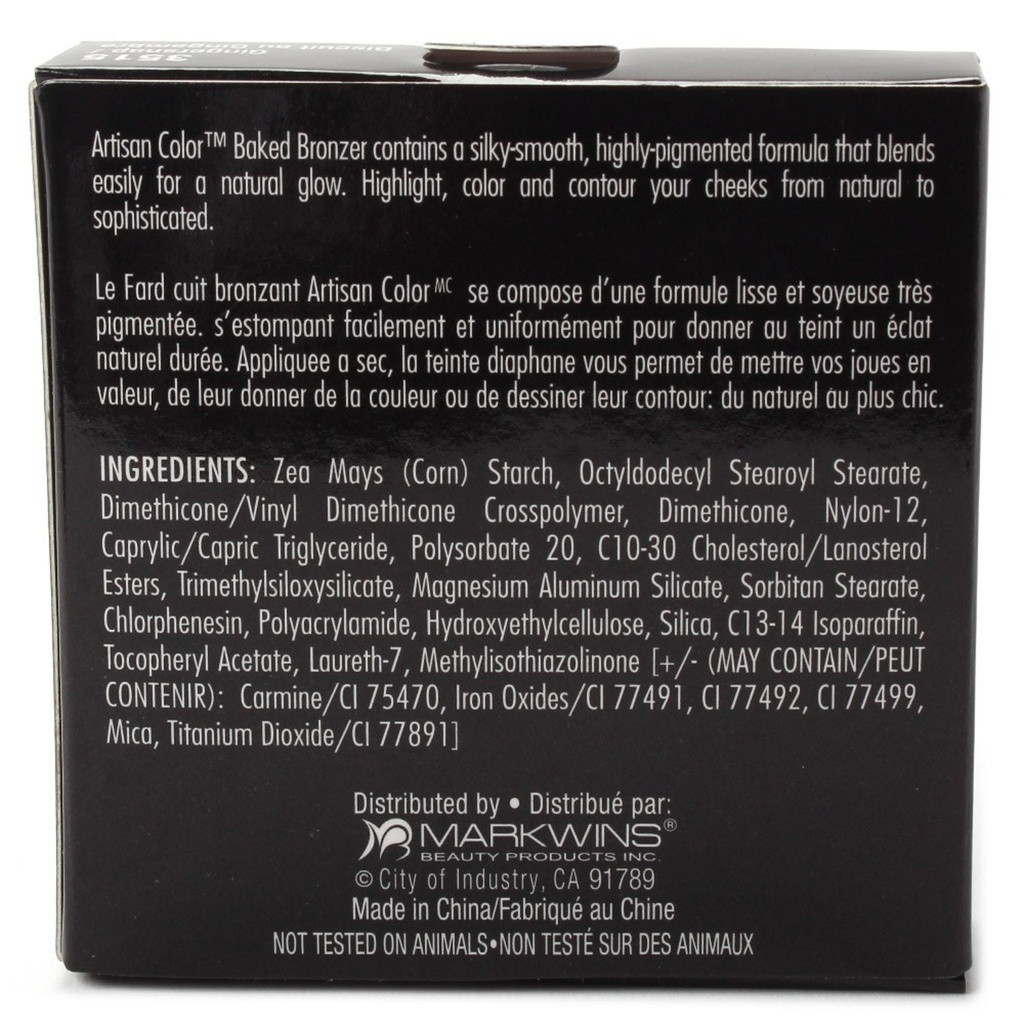 3515
Gingersnap /
Biscuit au Gingembre
Artisan Color™ Baked Bronzer contains a silky-smooth, highly-pigmented formula that blends
easily for a natural glow. Highlight, color and contour your cheeks from natural to
sophisticated.
Le Fard cuit bronzant Artisan Color MC se compose d'une formule lisse et soyeuse très
pigmentée. s'estompant facilement et uniformément pour donner au teint un éclat
naturel durée. Appliquee a sec, la teinte diaphane vous permet de mettre vos joues en
valeur, de leur donner de la couleur ou de dessiner leur contour: du naturel au plus chic.
INGREDIENTS: Zea Mays (Corn) Starch, Octyldodecyl Stearoyl Stearate,
Dimethicone/Vinyl Dimethicone Crosspolymer, Dimethicone, Nylon-12,
Caprylic/Capric Triglyceride, Polysorbate 20, C10-30 Cholesterol/Lanosterol
Esters, Trimethylsiloxysilicate, Magnesium Aluminum Silicate, Sorbitan Stearate,
Chlorphenesin, Polyacrylamide, Hydroxyethylcellulose, Silica, C13-14 Isoparaffin,
Tocopheryl Acetate, Laureth-7, Methylisothiazolinone [+/- (MAY CONTAIN/PEUT
CONTENIR): Carmine/CI 75470, Iron Oxides/CI 77491, CI 77492, CI 77499,
Mica, Titanium Dioxide/CI 77891]
Distributed by • Distribué par:
MARKWINS®
BEAUTY PRODUCTS INC.
© City of Industry, CA 91789
Made in China/Fabriqué au Chine
NOT TESTED ON ANIMALS•NON TESTÉ SUR DES ANIMAUX